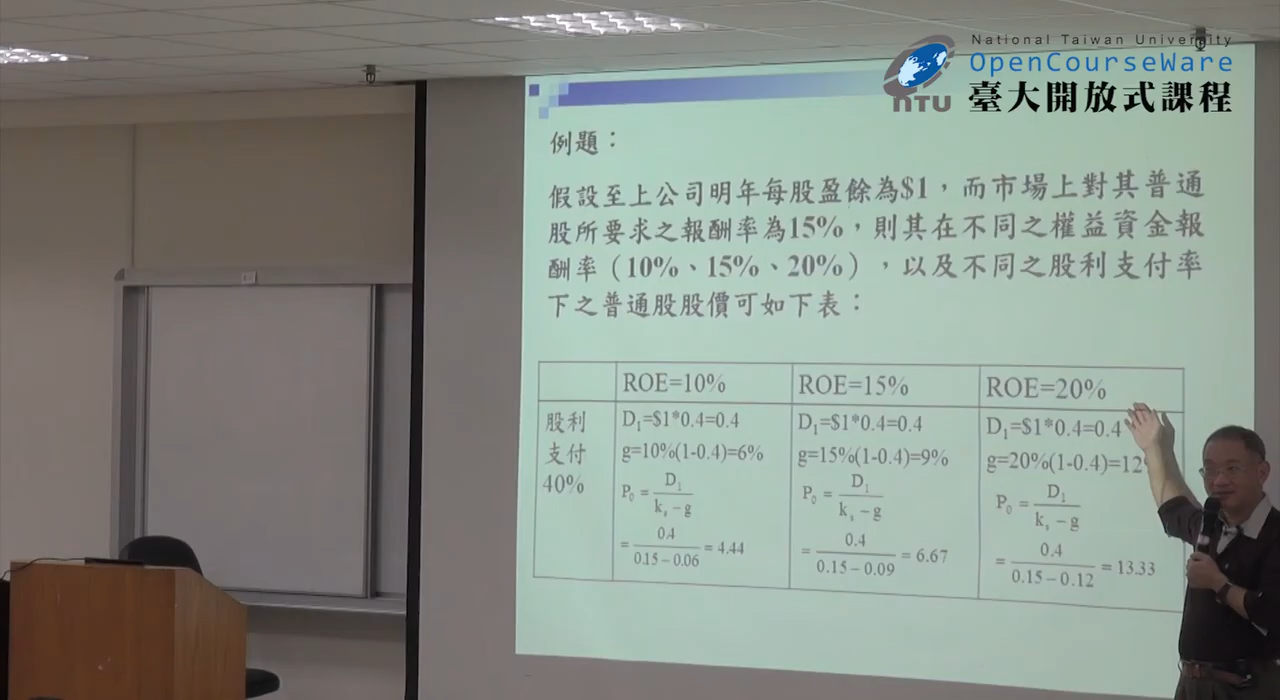 National Taiwan University
OpenCourseWare
NTU 臺大開放式課程
例題：
假設至上公司明年每股盈餘為$1，而市場上對其普通
股所要求之報酬率為15%，則其在不同之權益資金報
酬率（10%、15%、20%），以及不同之股利支付率
下之普通股股價可如下表：
ROE=10% ROE=15% ROE=20%
股利
支付
40%
D₁=$1*0.4=0.4
g=10%(1-0.4)=6%
P₀ = D₁ / (kₛ – g)
= 0.4 / (0.15 – 0.06) = 4.44
D₁=$1*0.4=0.4
g=15%(1-0.4)=9%
P₀ = D₁ / (kₛ – g)
= 0.4 / (0.15 – 0.09) = 6.67
D₁=$1*0.4=0.4
g=20%(1-0.4)=12
P₀ = D₁ / (kₛ – g)
= 0.4 / (0.15 – 0.12) = 13.33